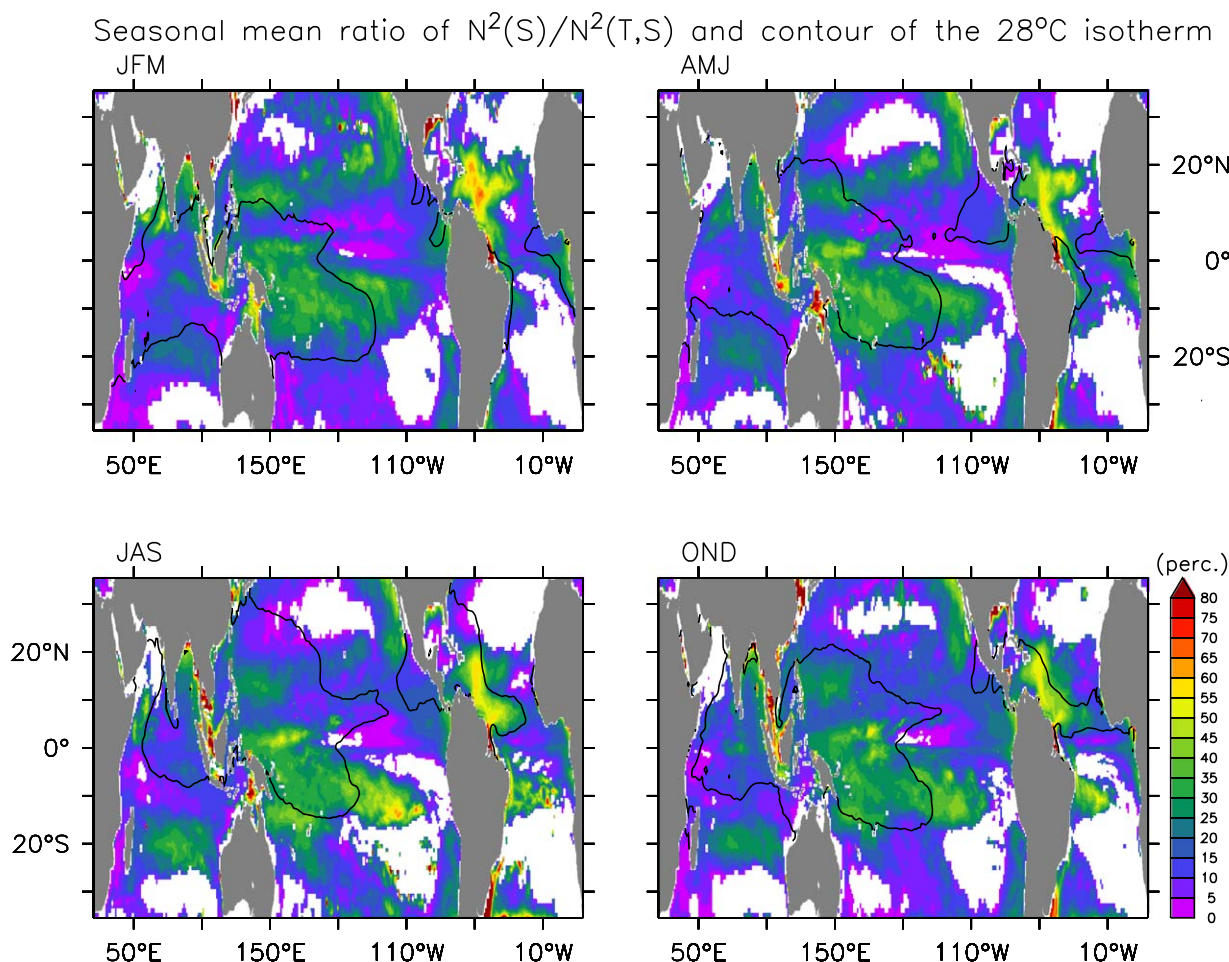 Seasonal mean ratio of N²(S)/N²(T,S) and contour of the 28°C isotherm
JFM
AMJ
20°N
0°
20°S
50°E 150°E 110°W 10°W
50°E 150°E 110°W 10°W
JAS
OND
(perc.)
20°N
0°
20°S
80
75
70
65
60
55
50
45
40
35
30
25
20
15
10
5
0
50°E 150°E 110°W 10°W
50°E 150°E 110°W 10°W